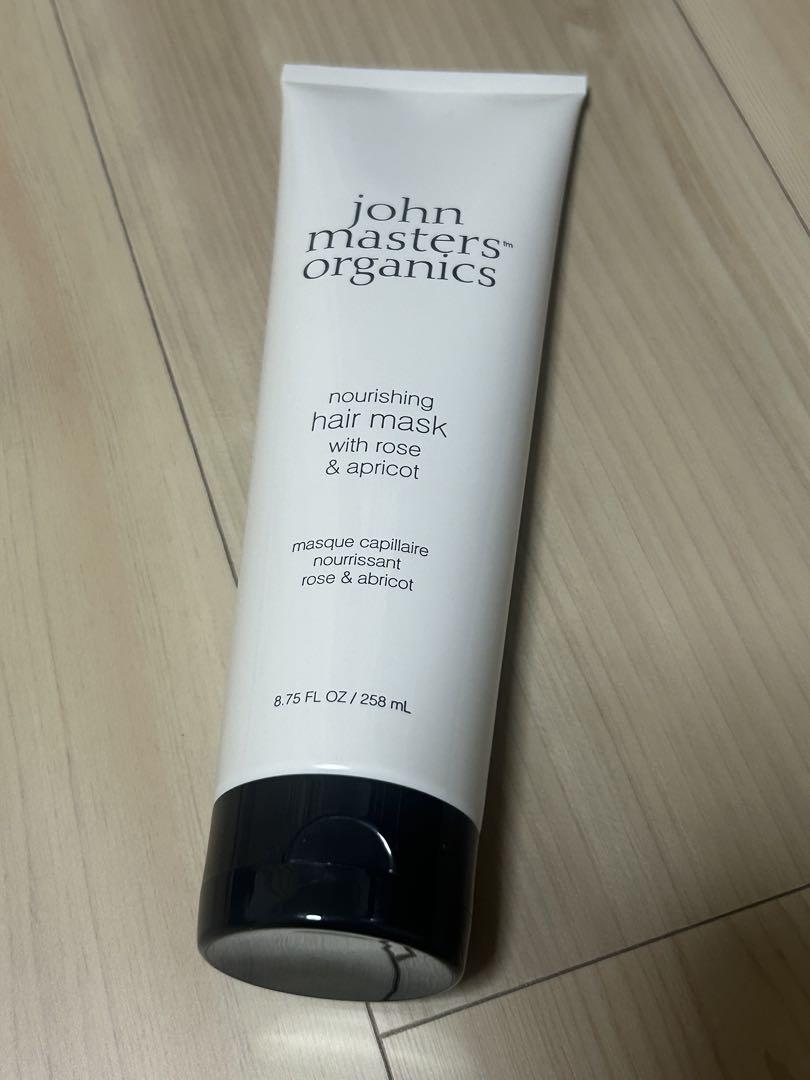 john
masters™
organics
nourishing
hair mask
with rose
& apricot
masque capillaire
nourrissant
rose & abricot
8.75 FL OZ / 258 mL